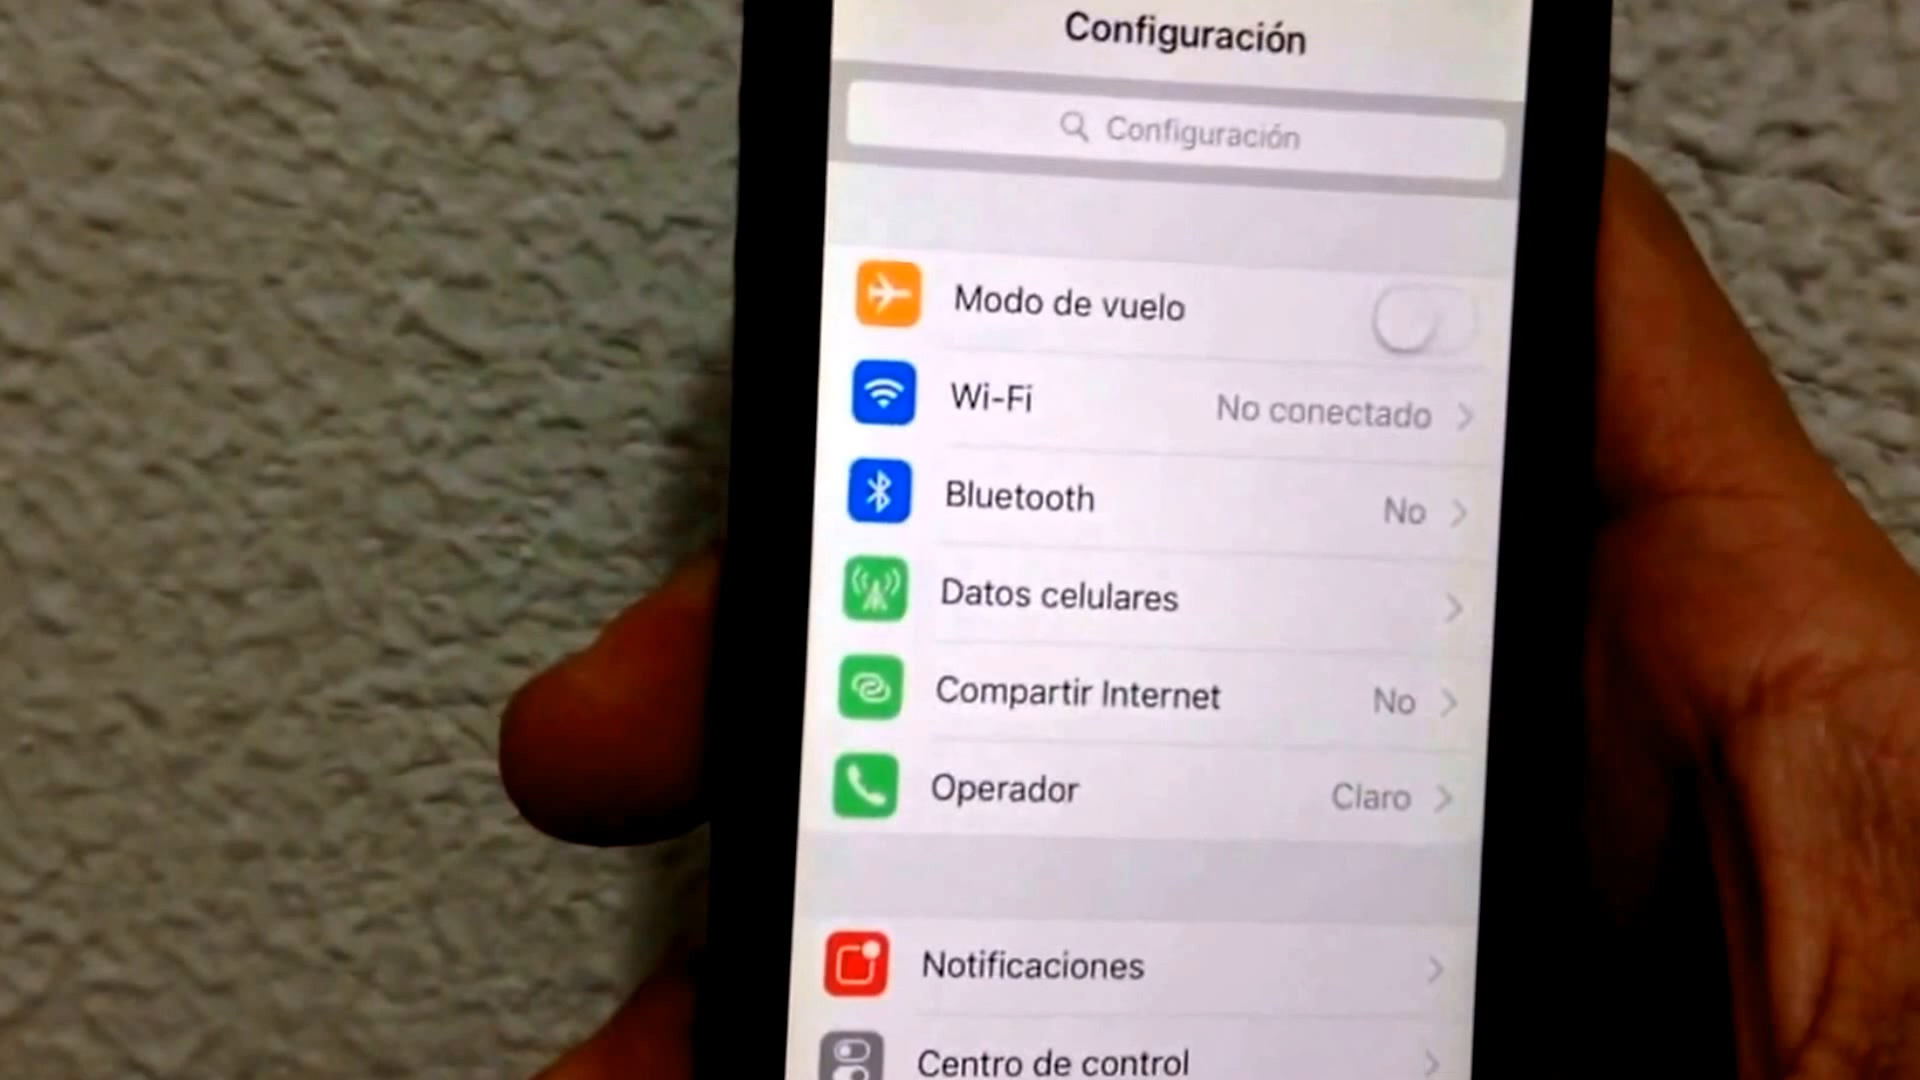 Configuración
Configuración
Modo de vuelo
Wi-Fi No conectado
Bluetooth No
Datos celulares
Compartir Internet No
Operador Claro
Notificaciones
Centro de control